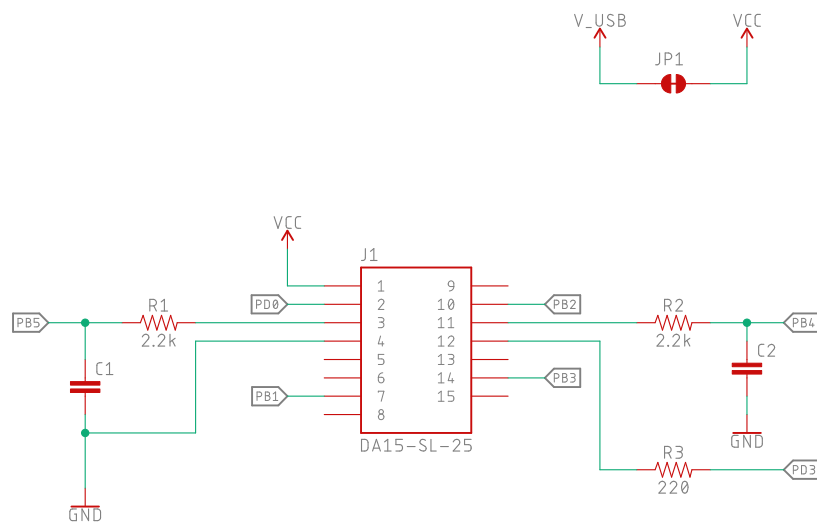 V_USB
VCC
JP1
VCC
J1
1
9
PD0
2
10
PB2
PB5
R1
3
11
R2
PB4
2.2k
4
12
2.2k
C1
5
13
C2
6
14
PB3
PB1
7
15
8
DA15-SL-25
GND
R3
PD3
220
GND